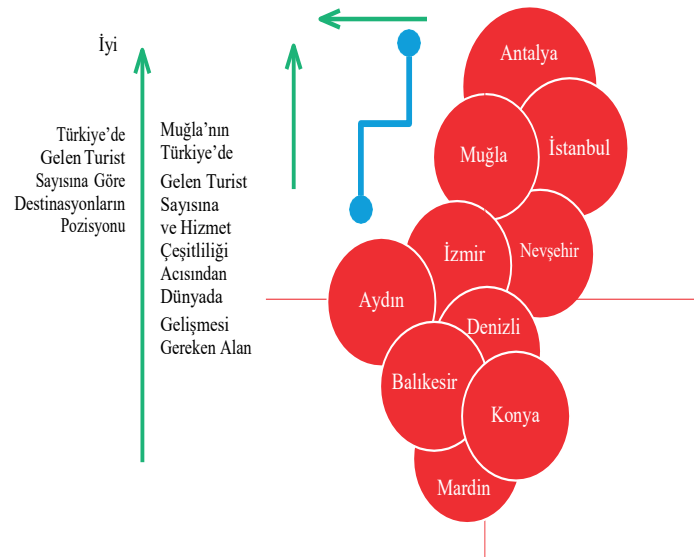 İyi
Türkiye’de
Gelen Turist
Sayısına Göre
Destinasyonların
Pozisyonu
Muğla’nın
Türkiye’de
Gelen Turist
Sayısına
ve Hizmet
Çeşitliliği
Acısından
Dünyada
Gelişmesi
Gereken Alan
Antalya
İstanbul
Muğla
Nevşehir
İzmir
Aydın
Denizli
Balıkesir
Konya
Mardin